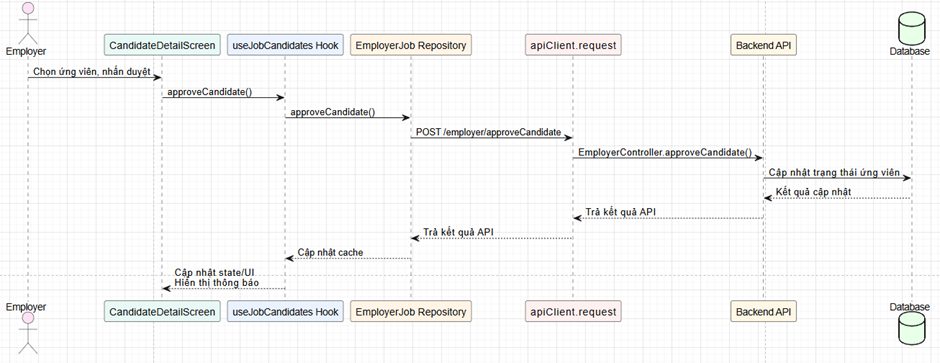 Employer
CandidateDetailScreen
useJobCandidates Hook
EmployerJob Repository
apiClient.request
Backend API
Database
Chọn ứng viên, nhấn duyệt
approveCandidate()
approveCandidate()
POST /employer/approveCandidate
EmployerController.approveCandidate()
Cập nhật trạng thái ứng viên
Kết quả cập nhật
Trả kết quả API
Trả kết quả API
Cập nhật cache
Cập nhật state/UI
Hiển thị thông báo
Employer
CandidateDetailScreen
useJobCandidates Hook
EmployerJob Repository
apiClient.request
Backend API
Database